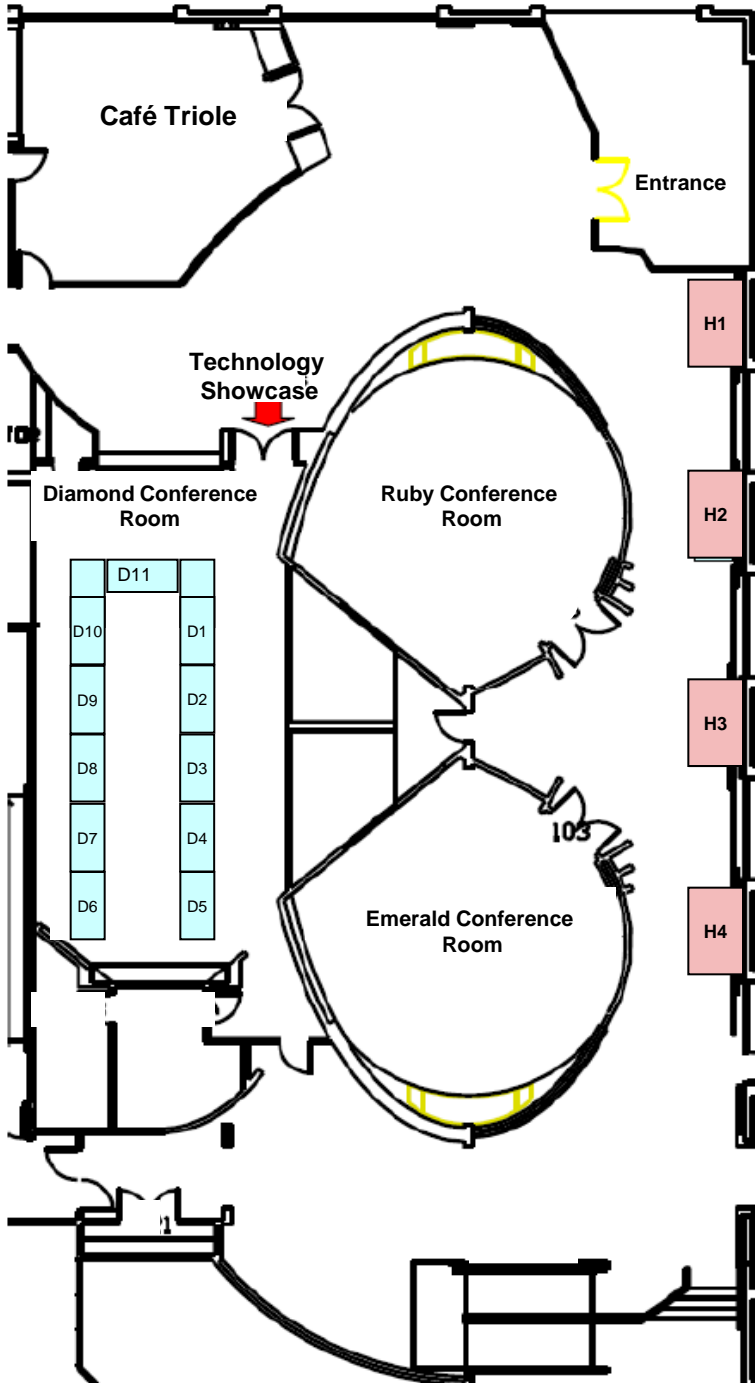 Café Triole
Entrance
H1
Technology
Showcase
Diamond Conference
Room
Ruby Conference
Room
H2
D11
D10
D1
D9
D2
H3
D8
D3
D7
D4
103
D6
D5
Emerald Conference
Room
H4